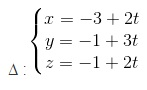 x = −3 + 2t
y = −1 + 3t
z = −1 + 2t
Δ :